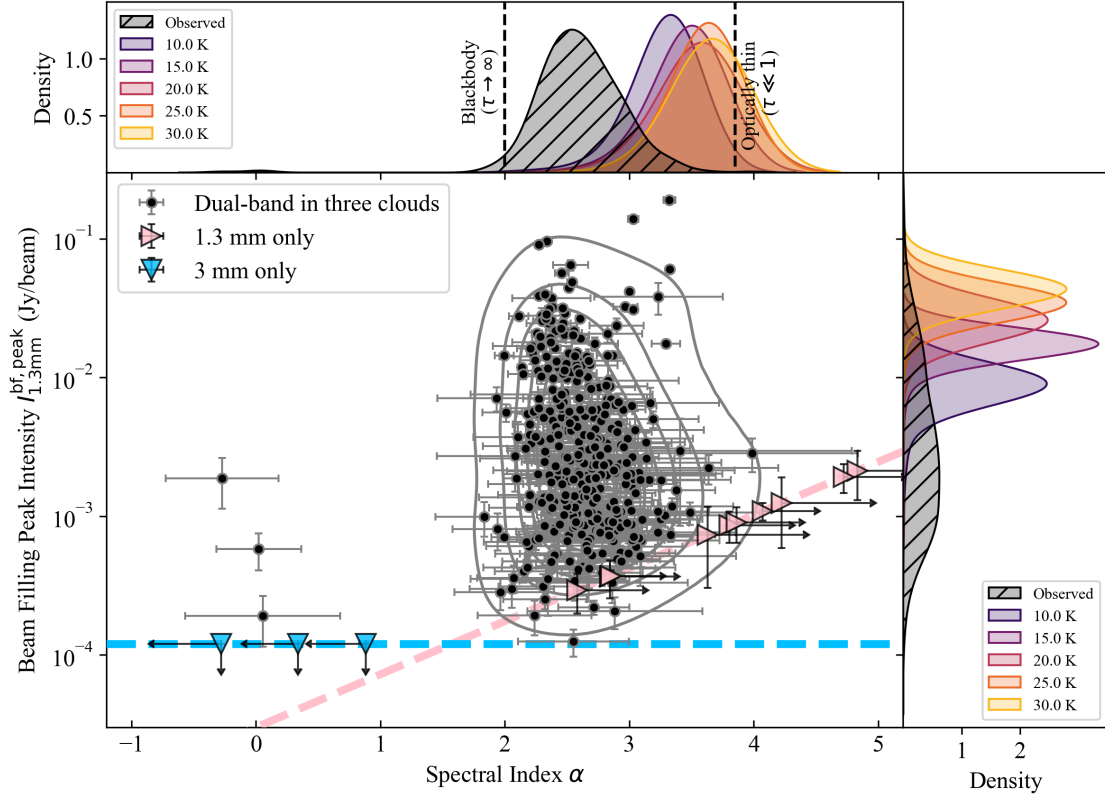 Observed
10.0 K
15.0 K
20.0 K
25.0 K
30.0 K
Density
1.0
0.5
Blackbody
(τ → ∞)
Optically thin
(τ ≪ 1)
Dual-band in three clouds
1.3 mm only
3 mm only
Beam Filling Peak Intensity I^{bf, peak}_{1.3mm} (Jy/beam)
10⁻¹
10⁻²
10⁻³
10⁻⁴
−1
0
1
2
3
4
5
Spectral Index α
Observed
10.0 K
15.0 K
20.0 K
25.0 K
30.0 K
1
2
Density